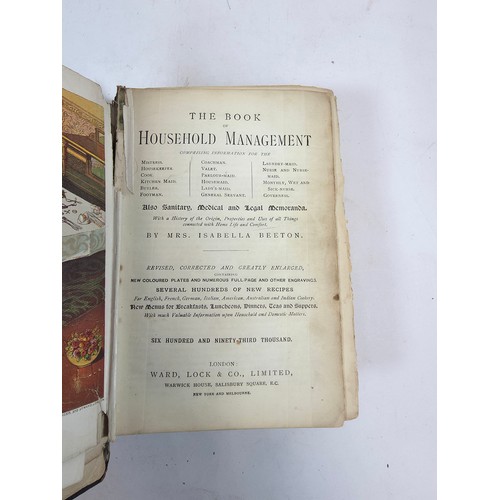 THE BOOK
OF
HOUSEHOLD MANAGEMENT
COMPRISING INFORMATION FOR THE
MISTRESS,
HOUSEKEEPER
COOK,
KITCHEN MAID,
BUTLER,
FOOTMAN,
COACHMAN,
VALET,
PARLOUR-MAID,
HOUSEMAID,
LADY'S-MAID,
GENERAL SERVANT,
LAUNDRY-MAID,
NURSE AND NURSE-
MAID,
MONTHLY, WET AND
SICK NURSE,
GOVERNESS.
Also Sanitary, Medical and Legal Memoranda.
With a History of the Origin, Properties and Uses of all Things
connected with Home Life and Comfort.
BY MRS. ISABELLA BEETON.
REVISED, CORRECTED AND GREATLY ENLARGED,
CONTAINING
NEW COLOURED PLATES AND NUMEROUS FULL-PAGE AND OTHER ENGRAVINGS
SEVERAL HUNDREDS OF NEW RECIPES
For English, French, German, Italian, American, Australian and Indian Cookery:
New Menus for Breakfasts, Luncheons, Dinners, Teas and Suppers,
With much Valuable Information upon Household and Domestic Matters.
SIX HUNDRED AND NINETY-THIRD THOUSAND.
LONDON
WARD, LOCK & CO., LIMITED,
WARWICK HOUSE, SALISBURY SQUARE, E.C.
NEW YORK AND MELBOURNE.